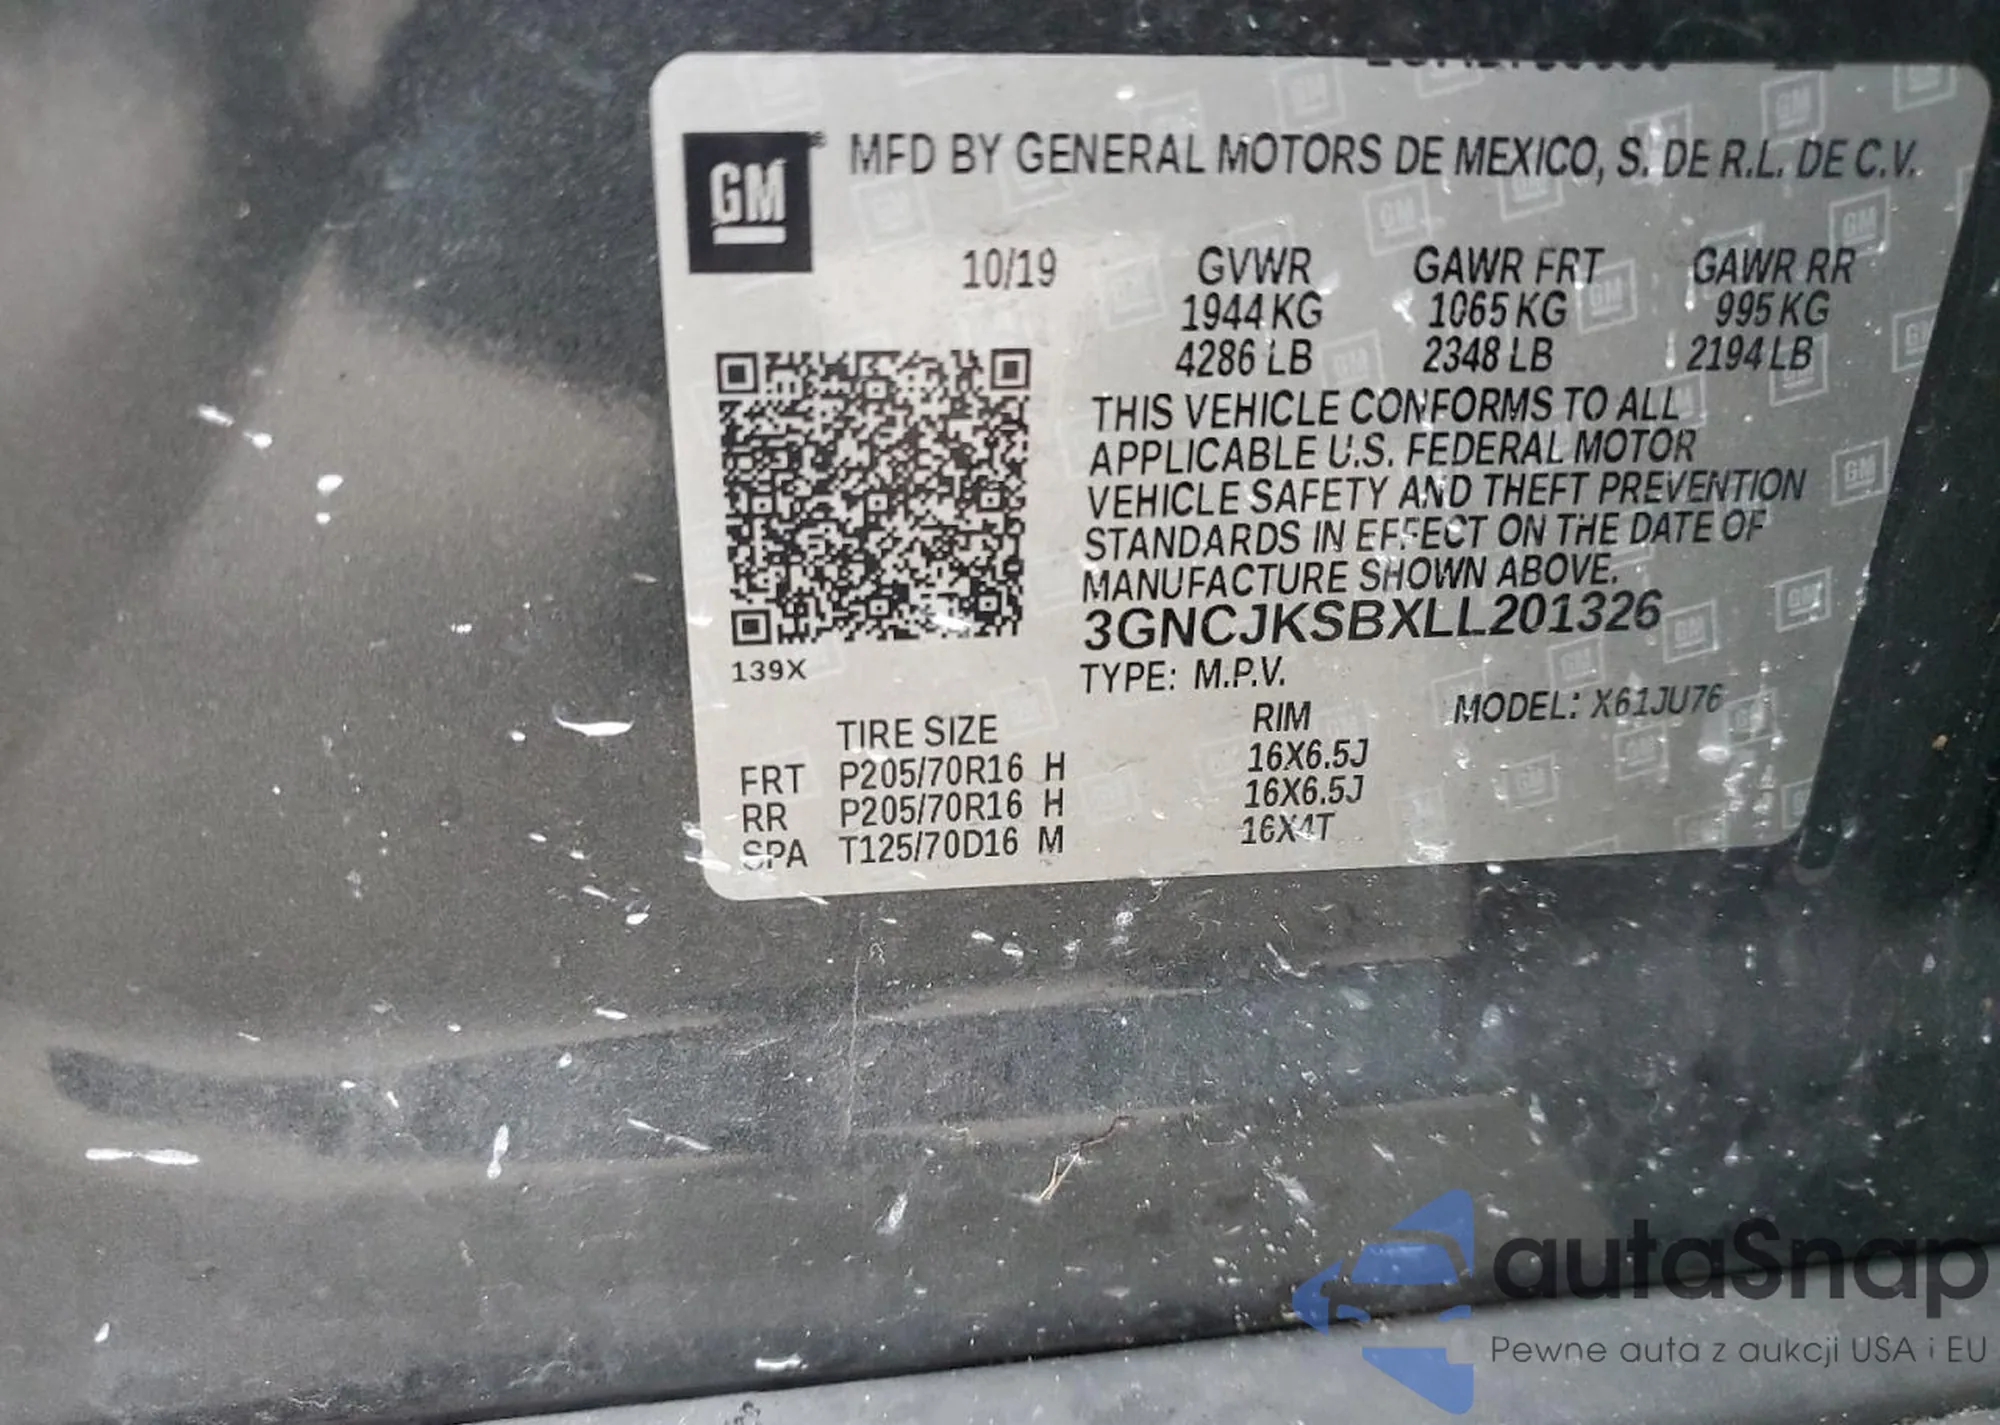 GM
MFD BY GENERAL MOTORS DE MEXICO, S. DE R.L. DE C.V.
10/19 GVWR GAWR FRT GAWR RR
1944 KG 1065 KG 995 KG
4286 LB 2348 LB 2194 LB
THIS VEHICLE CONFORMS TO ALL
APPLICABLE U.S. FEDERAL MOTOR
VEHICLE SAFETY AND THEFT PREVENTION
STANDARDS IN EFFECT ON THE DATE OF
MANUFACTURE SHOWN ABOVE.
3GNCJKSBXLL201326
139X
TYPE: M.P.V.
MODEL: X61JU76
TIRE SIZE RIM
FRT P205/70R16 H 16X6.5J
RR P205/70R16 H 16X6.5J
SPA T125/70D16 M 16X4T
autaSnap
Pewne auta z aukcji USA i EU